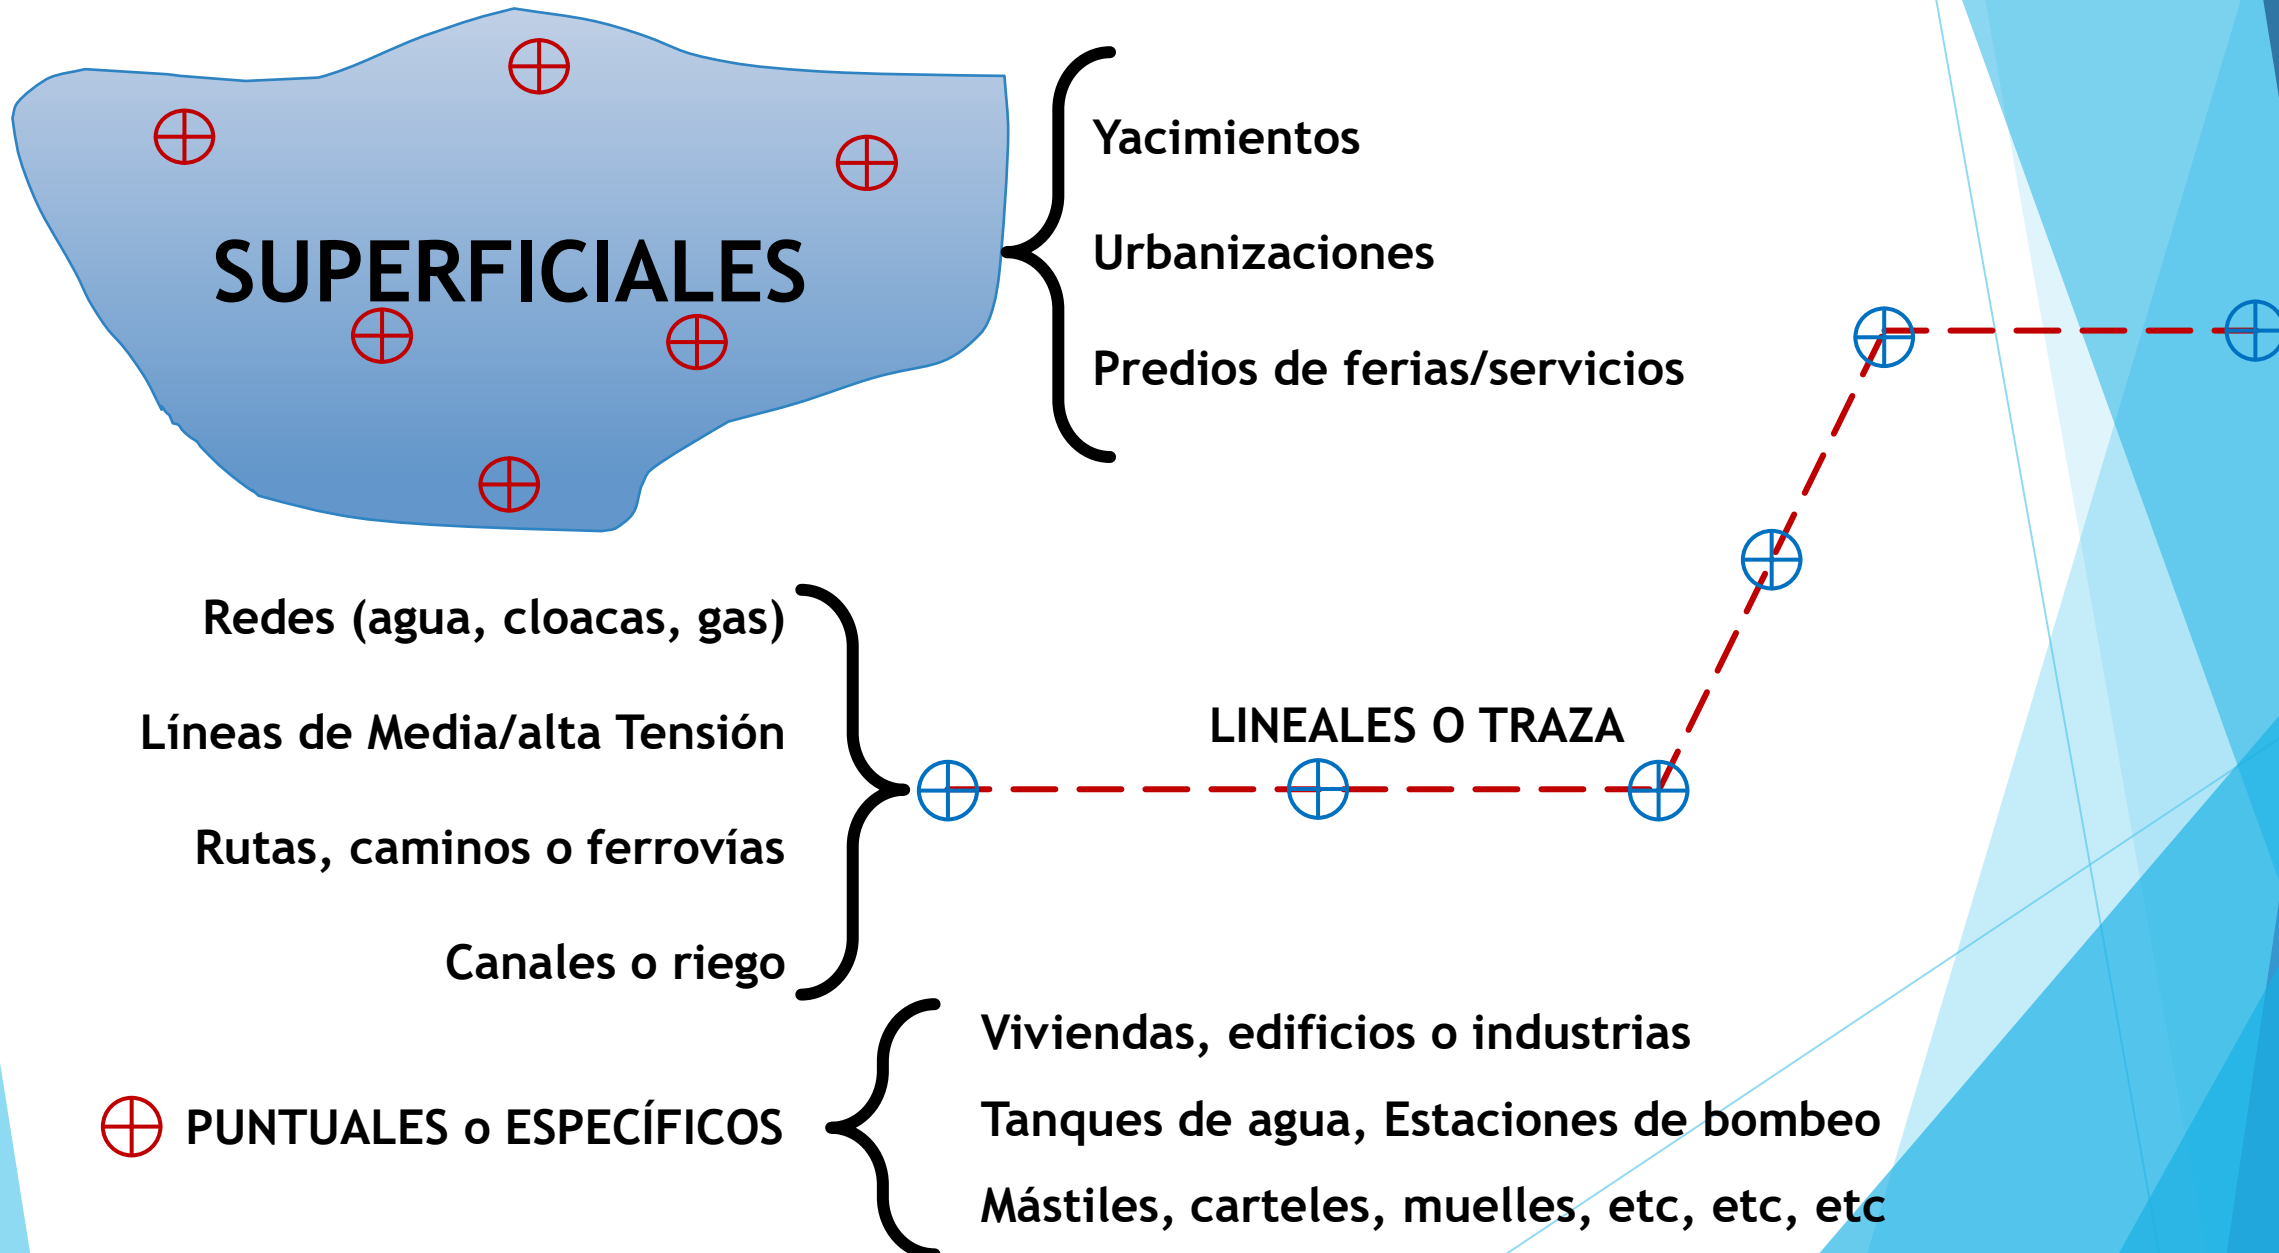 SUPERFICIALES
Yacimientos
Urbanizaciones
Predios de ferias/servicios
Redes (agua, cloacas, gas)
Líneas de Media/alta Tensión
Rutas, caminos o ferrovías
Canales o riego
LINEALES O TRAZA
PUNTUALES o ESPECÍFICOS
Viviendas, edificios o industrias
Tanques de agua, Estaciones de bombeo
Mástiles, carteles, muelles, etc, etc, etc